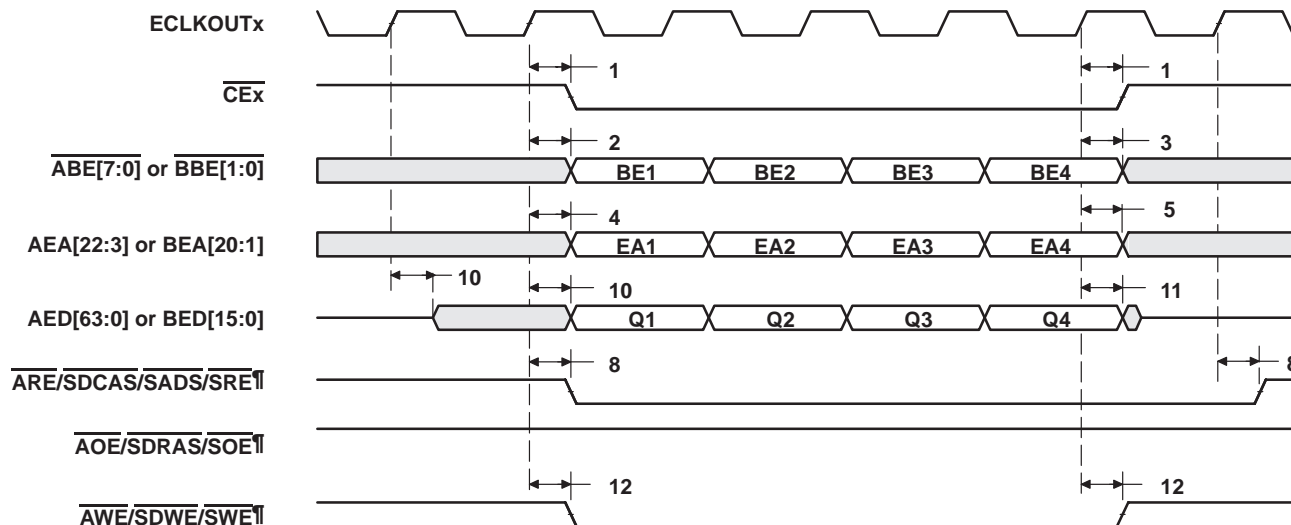 ECLKOUTx
1 1
CEx
2 3
ABE[7:0] or BBE[1:0] BE1 BE2 BE3 BE4
4 5
AEA[22:3] or BEA[20:1] EA1 EA2 EA3 EA4
10 10 11
AED[63:0] or BED[15:0] Q1 Q2 Q3 Q4
8 8
ARE/SDCAS/SADS/SRE¶
AOE/SDRAS/SOE¶
12 12
AWE/SDWE/SWE¶